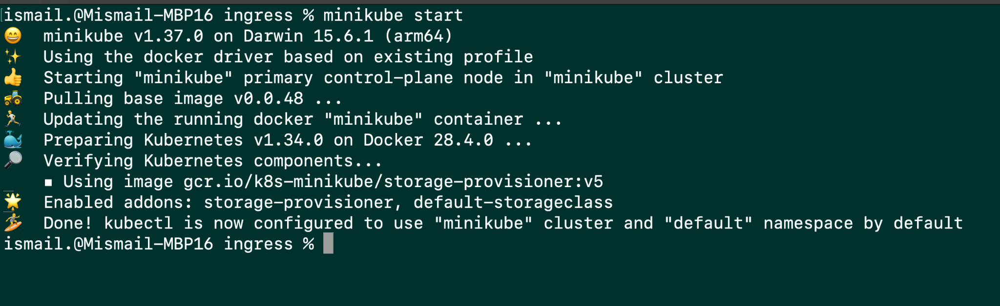 ismail.@Mismail-MBP16 ingress % minikube start
😄 minikube v1.37.0 on Darwin 15.6.1 (arm64)
✨ Using the docker driver based on existing profile
👍 Starting "minikube" primary control-plane node in "minikube" cluster
🚜 Pulling base image v0.0.48 ...
🏃 Updating the running docker "minikube" container ...
🐳 Preparing Kubernetes v1.34.0 on Docker 28.4.0 ...
🔎 Verifying Kubernetes components...
▪ Using image gcr.io/k8s-minikube/storage-provisioner:v5
🌟 Enabled addons: storage-provisioner, default-storageclass
🏄 Done! kubectl is now configured to use "minikube" cluster and "default" namespace by default
ismail.@Mismail-MBP16 ingress %